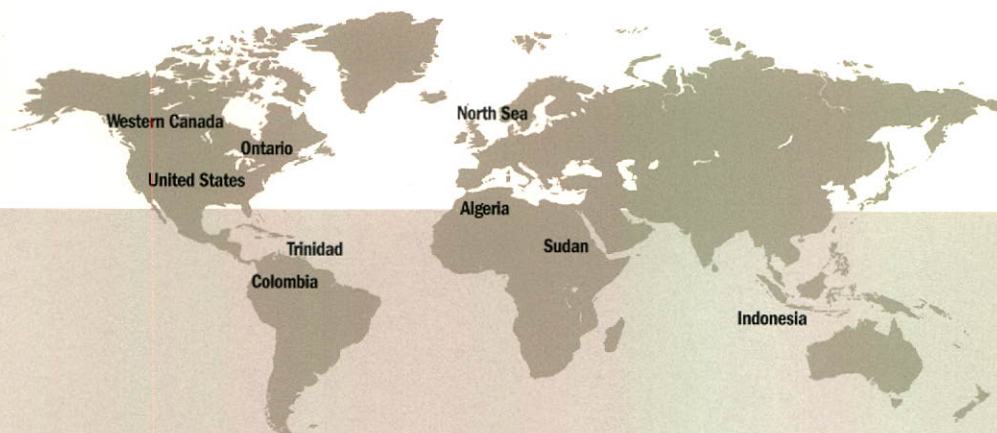 North Sea
Western Canada
Ontario
United States
Algeria
Sudan
Trinidad
Colombia
Indonesia